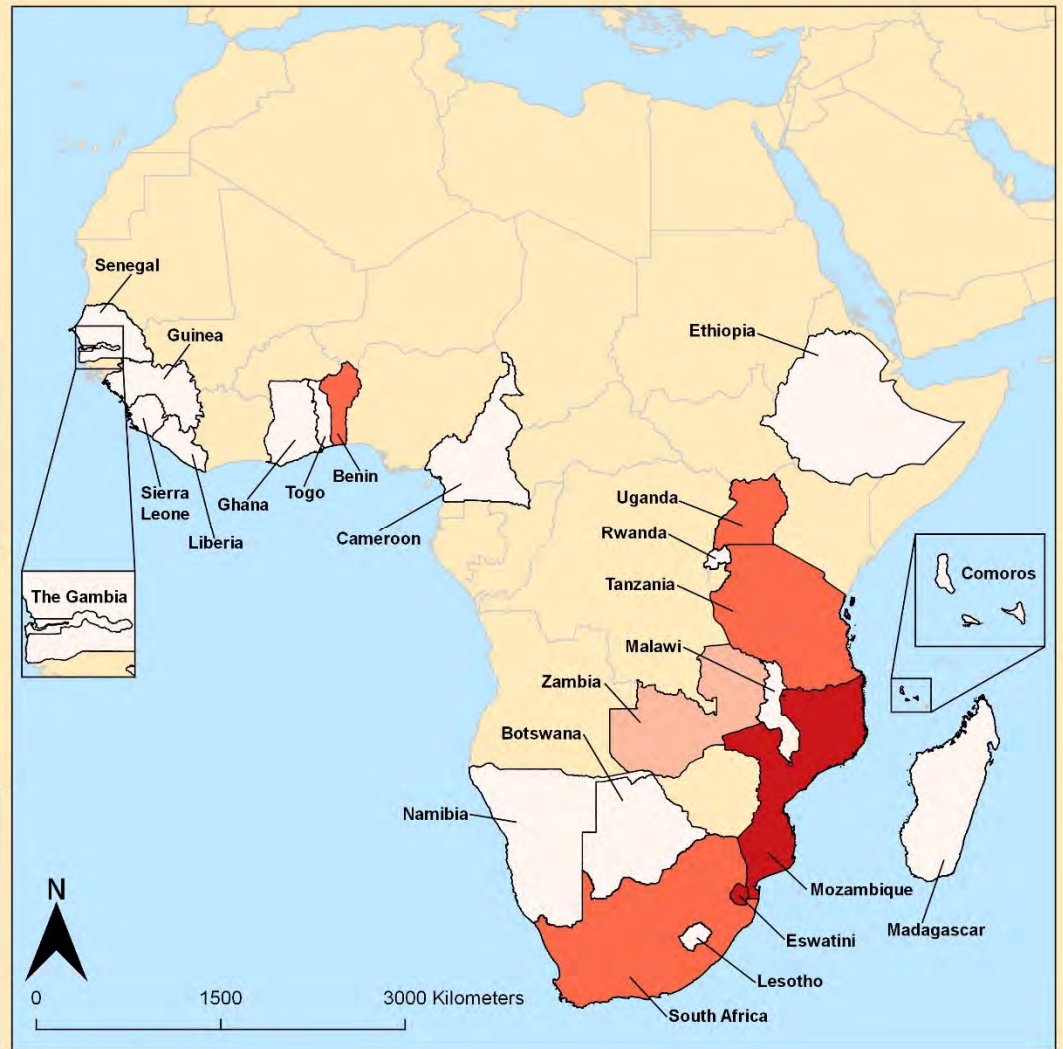 Senegal
Guinea
Ethiopia
Sierra
Leone
Liberia
Ghana
Togo
Benin
Cameroon
Uganda
Rwanda
Tanzania
Comoros
The Gambia
Malawi
Zambia
Botswana
Namibia
Mozambique
Madagascar
Eswatini
Lesotho
South Africa
N
0 1500 3000 Kilometers